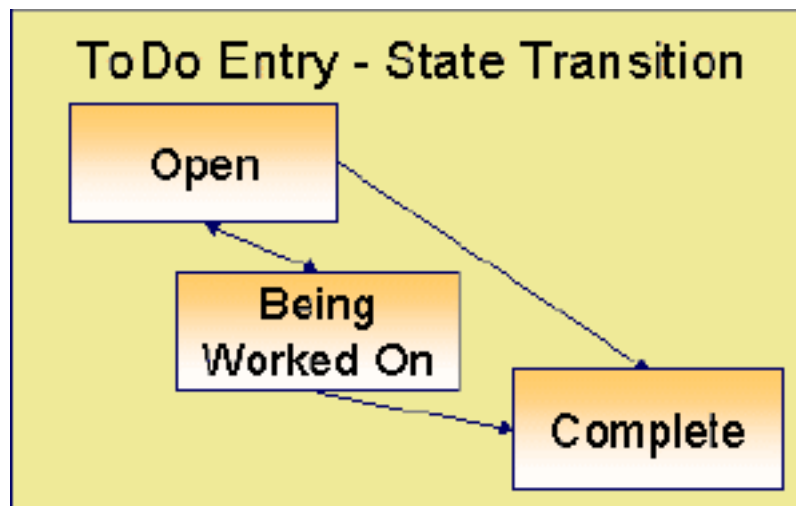 ToDo Entry - State Transition
Open
Being
Worked On
Complete